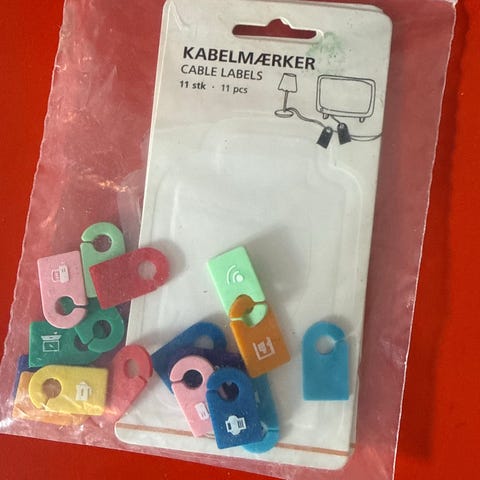 KABELMÆRKER
CABLE LABELS
11 stk · 11 pcs